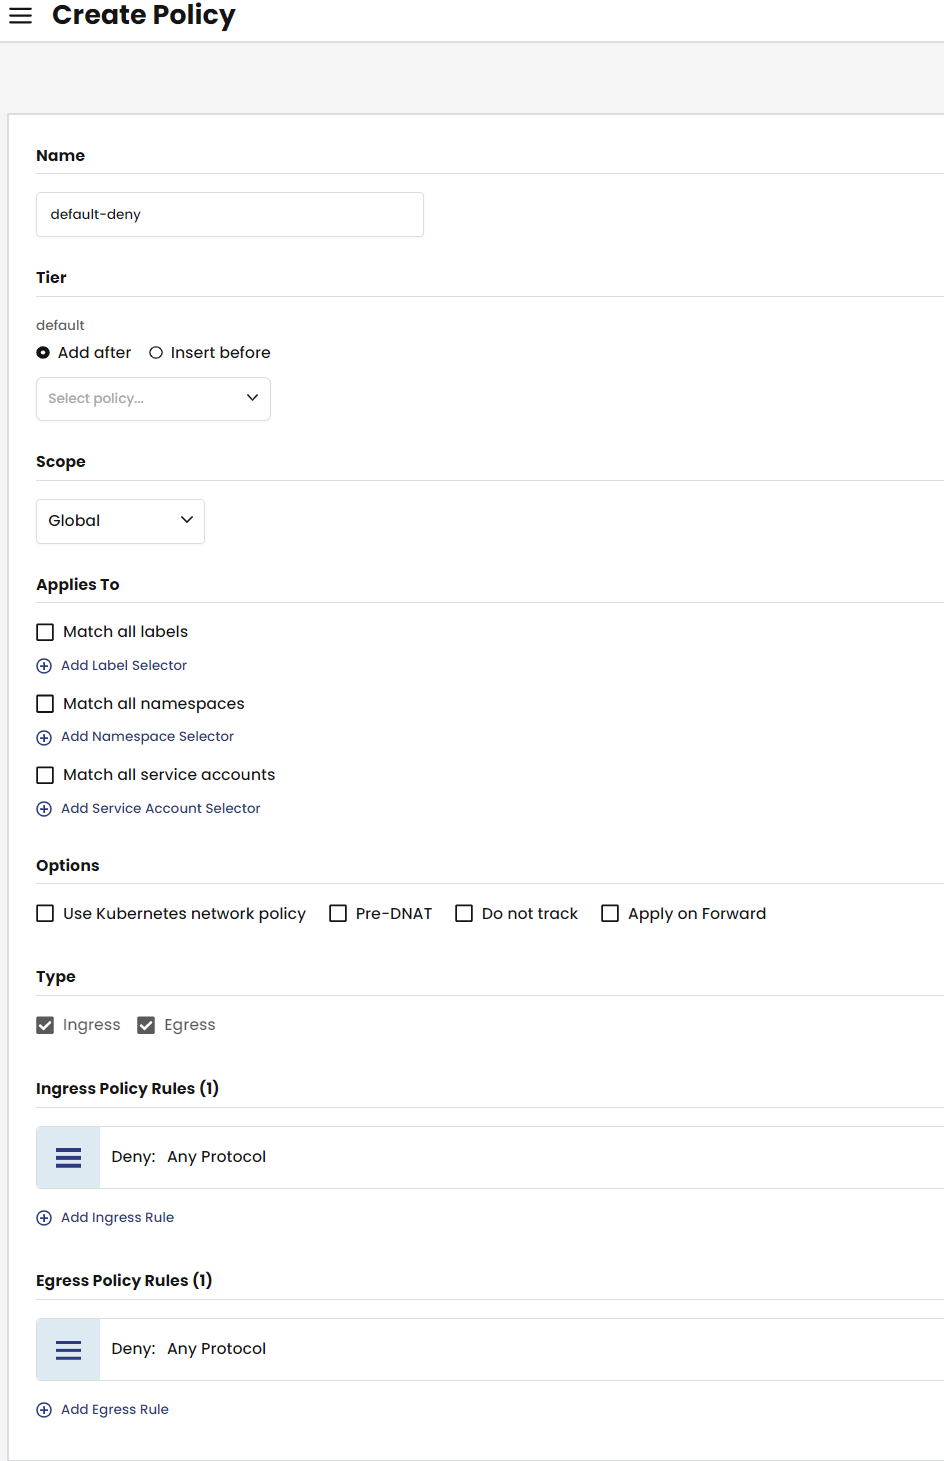 Create Policy
Name
default-deny
Tier
default
Add after Insert before
Select policy...
Scope
Global
Applies To
Match all labels
Add Label Selector
Match all namespaces
Add Namespace Selector
Match all service accounts
Add Service Account Selector
Options
Use Kubernetes network policy Pre-DNAT Do not track Apply on Forward
Type
Ingress Egress
Ingress Policy Rules (1)
Deny: Any Protocol
Add Ingress Rule
Egress Policy Rules (1)
Deny: Any Protocol
Add Egress Rule